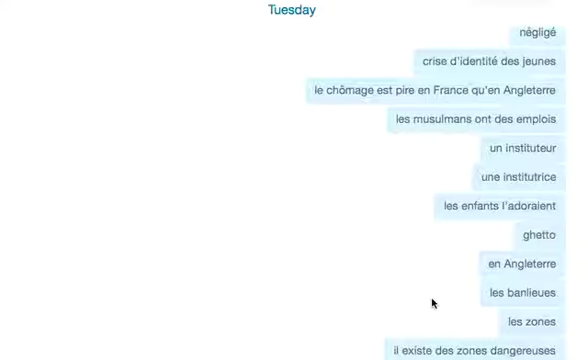 Tuesday
négligé
crise d'identité des jeunes
le chômage est pire en France qu'en Angleterre
les musulmans ont des emplois
un instituteur
une institutrice
les enfants l'adoraient
ghetto
en Angleterre
les banlieues
les zones
il existe des zones dangereuses